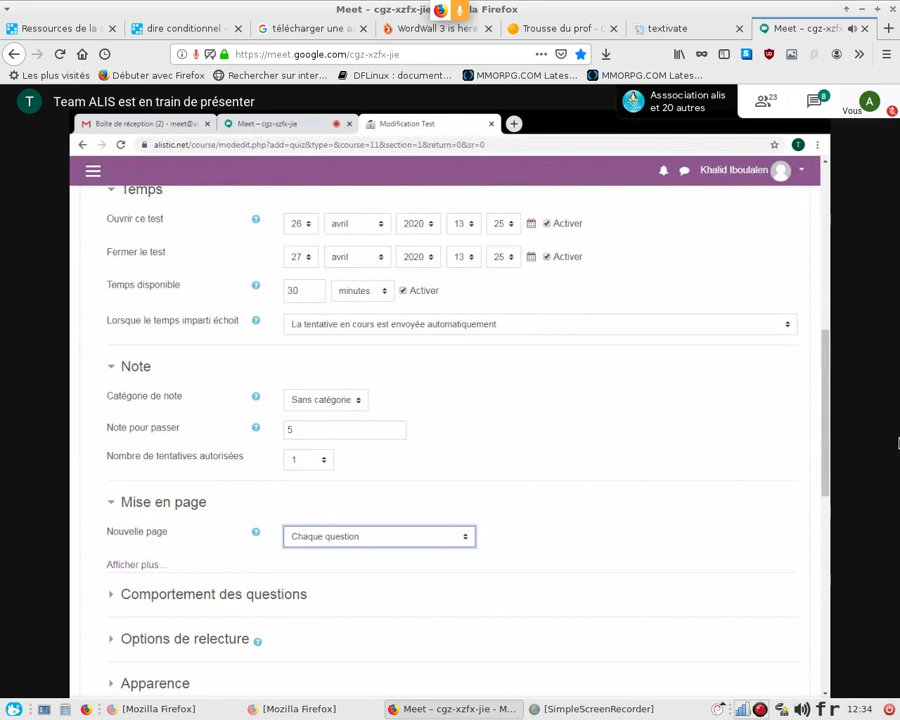 Meet - cgz-xzfx- la Firefox
Ressources de la c
dire conditionnel -
télécharger une a
WordWall 3 is here
Trousse du prof - C
textivate
Meet – cgz-xzfx
https://meet.google.com/cgz-xzfx-jie
Les plus visités
Débuter avec Firefox
Rechercher sur inter...
DFLinux : document...
MMORPG.COM Lates...
MMORPG.COM Lates...
T
Team ALIS est en train de présenter
Asssociation alis
et 20 autres
23
8
A
Vous
Boîte de réception (2) - meet@
Meet – cgz-xzfx-jie
Modification Test
alistic.net/course/modedit.php?add=quiz&type=&course=11&section=1&return=0&sr=0
T
Khalid Iboutalen
Temps
Ouvrir ce test
26
avril
2020
13
25
Activer
Fermer le test
27
avril
2020
13
25
Activer
Temps disponible
30
minutes
Activer
Lorsque le temps imparti échoit
La tentative en cours est envoyée automatiquement
Note
Catégorie de note
Sans catégorie
Note pour passer
5
Nombre de tentatives autorisées
1
Mise en page
Nouvelle page
Chaque question
Afficher plus...
Comportement des questions
Options de relecture
Apparence
[Mozilla Firefox]
[Mozilla Firefox]
Meet – cgz-xzfx-jie - M...
[SimpleScreenRecorder]
fr
12:34